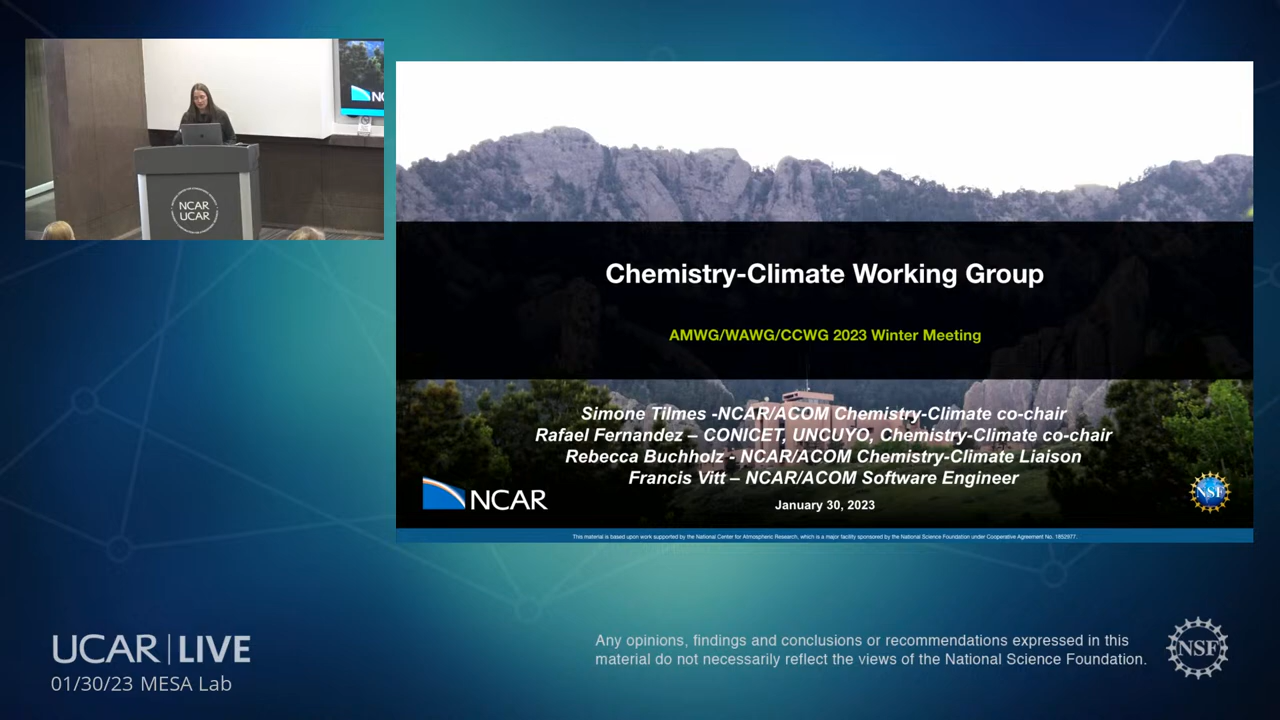 NC
NCAR
UCAR
Chemistry-Climate Working Group
AMWG/WAWG/CCWG 2023 Winter Meeting
Simone Tilmes -NCAR/ACOM Chemistry-Climate co-chair
Rafael Fernandez – CONICET, UNCUYO, Chemistry-Climate co-chair
Rebecca Buchholz - NCAR/ACOM Chemistry-Climate Liaison
Francis Vitt – NCAR/ACOM Software Engineer
January 30, 2023
NCAR
NSF
This material is based upon work supported by the National Center for Atmospheric Research, which is a major facility sponsored by the National Science Foundation under Cooperative Agreement No. 1852977.
UCAR | LIVE
01/30/23 MESA Lab
Any opinions, findings and conclusions or recommendations expressed in this
material do not necessarily reflect the views of the National Science Foundation.
NSF